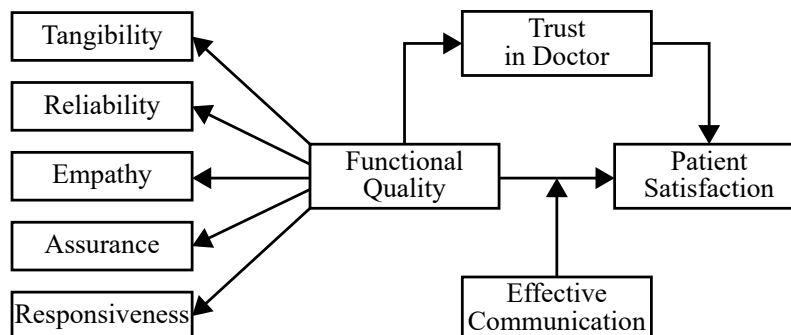 Tangibility
Reliability
Empathy
Assurance
Responsiveness
Functional
Quality
Trust
in Doctor
Effective
Communication
Patient
Satisfaction